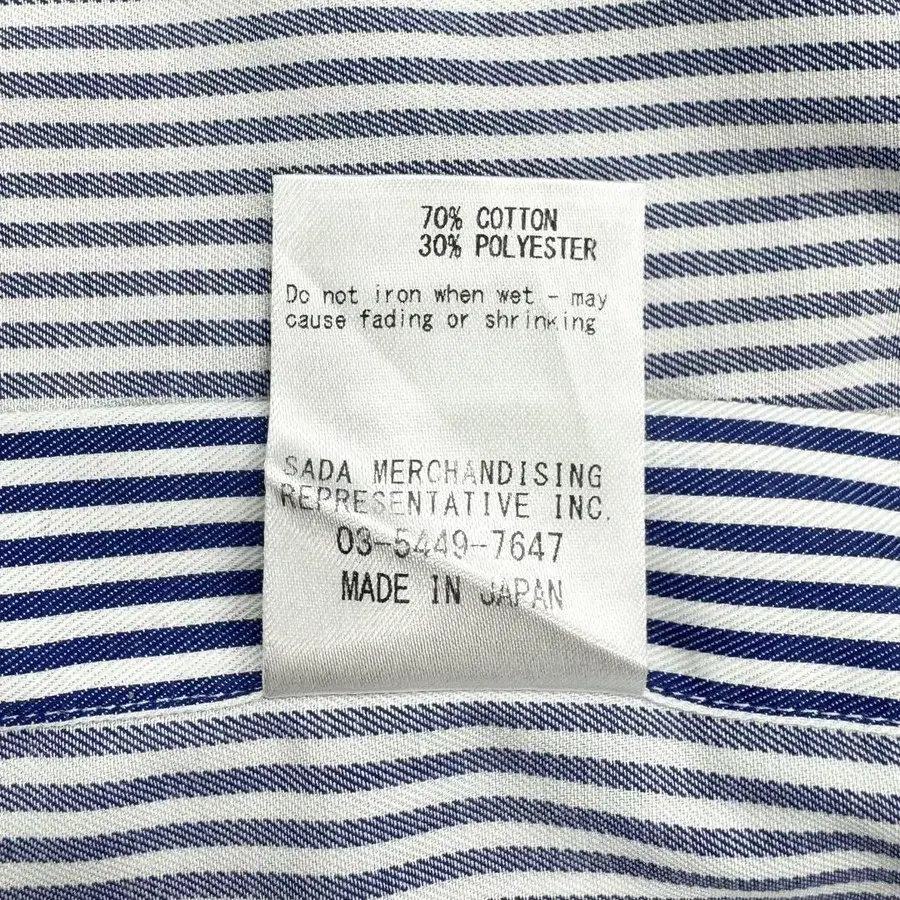 70% COTTON
30% POLYESTER
Do not iron when wet - may
cause fading or shrinking
SADA MERCHANDISING
REPRESENTATIVE INC.
03-5449-7647
MADE IN JAPAN